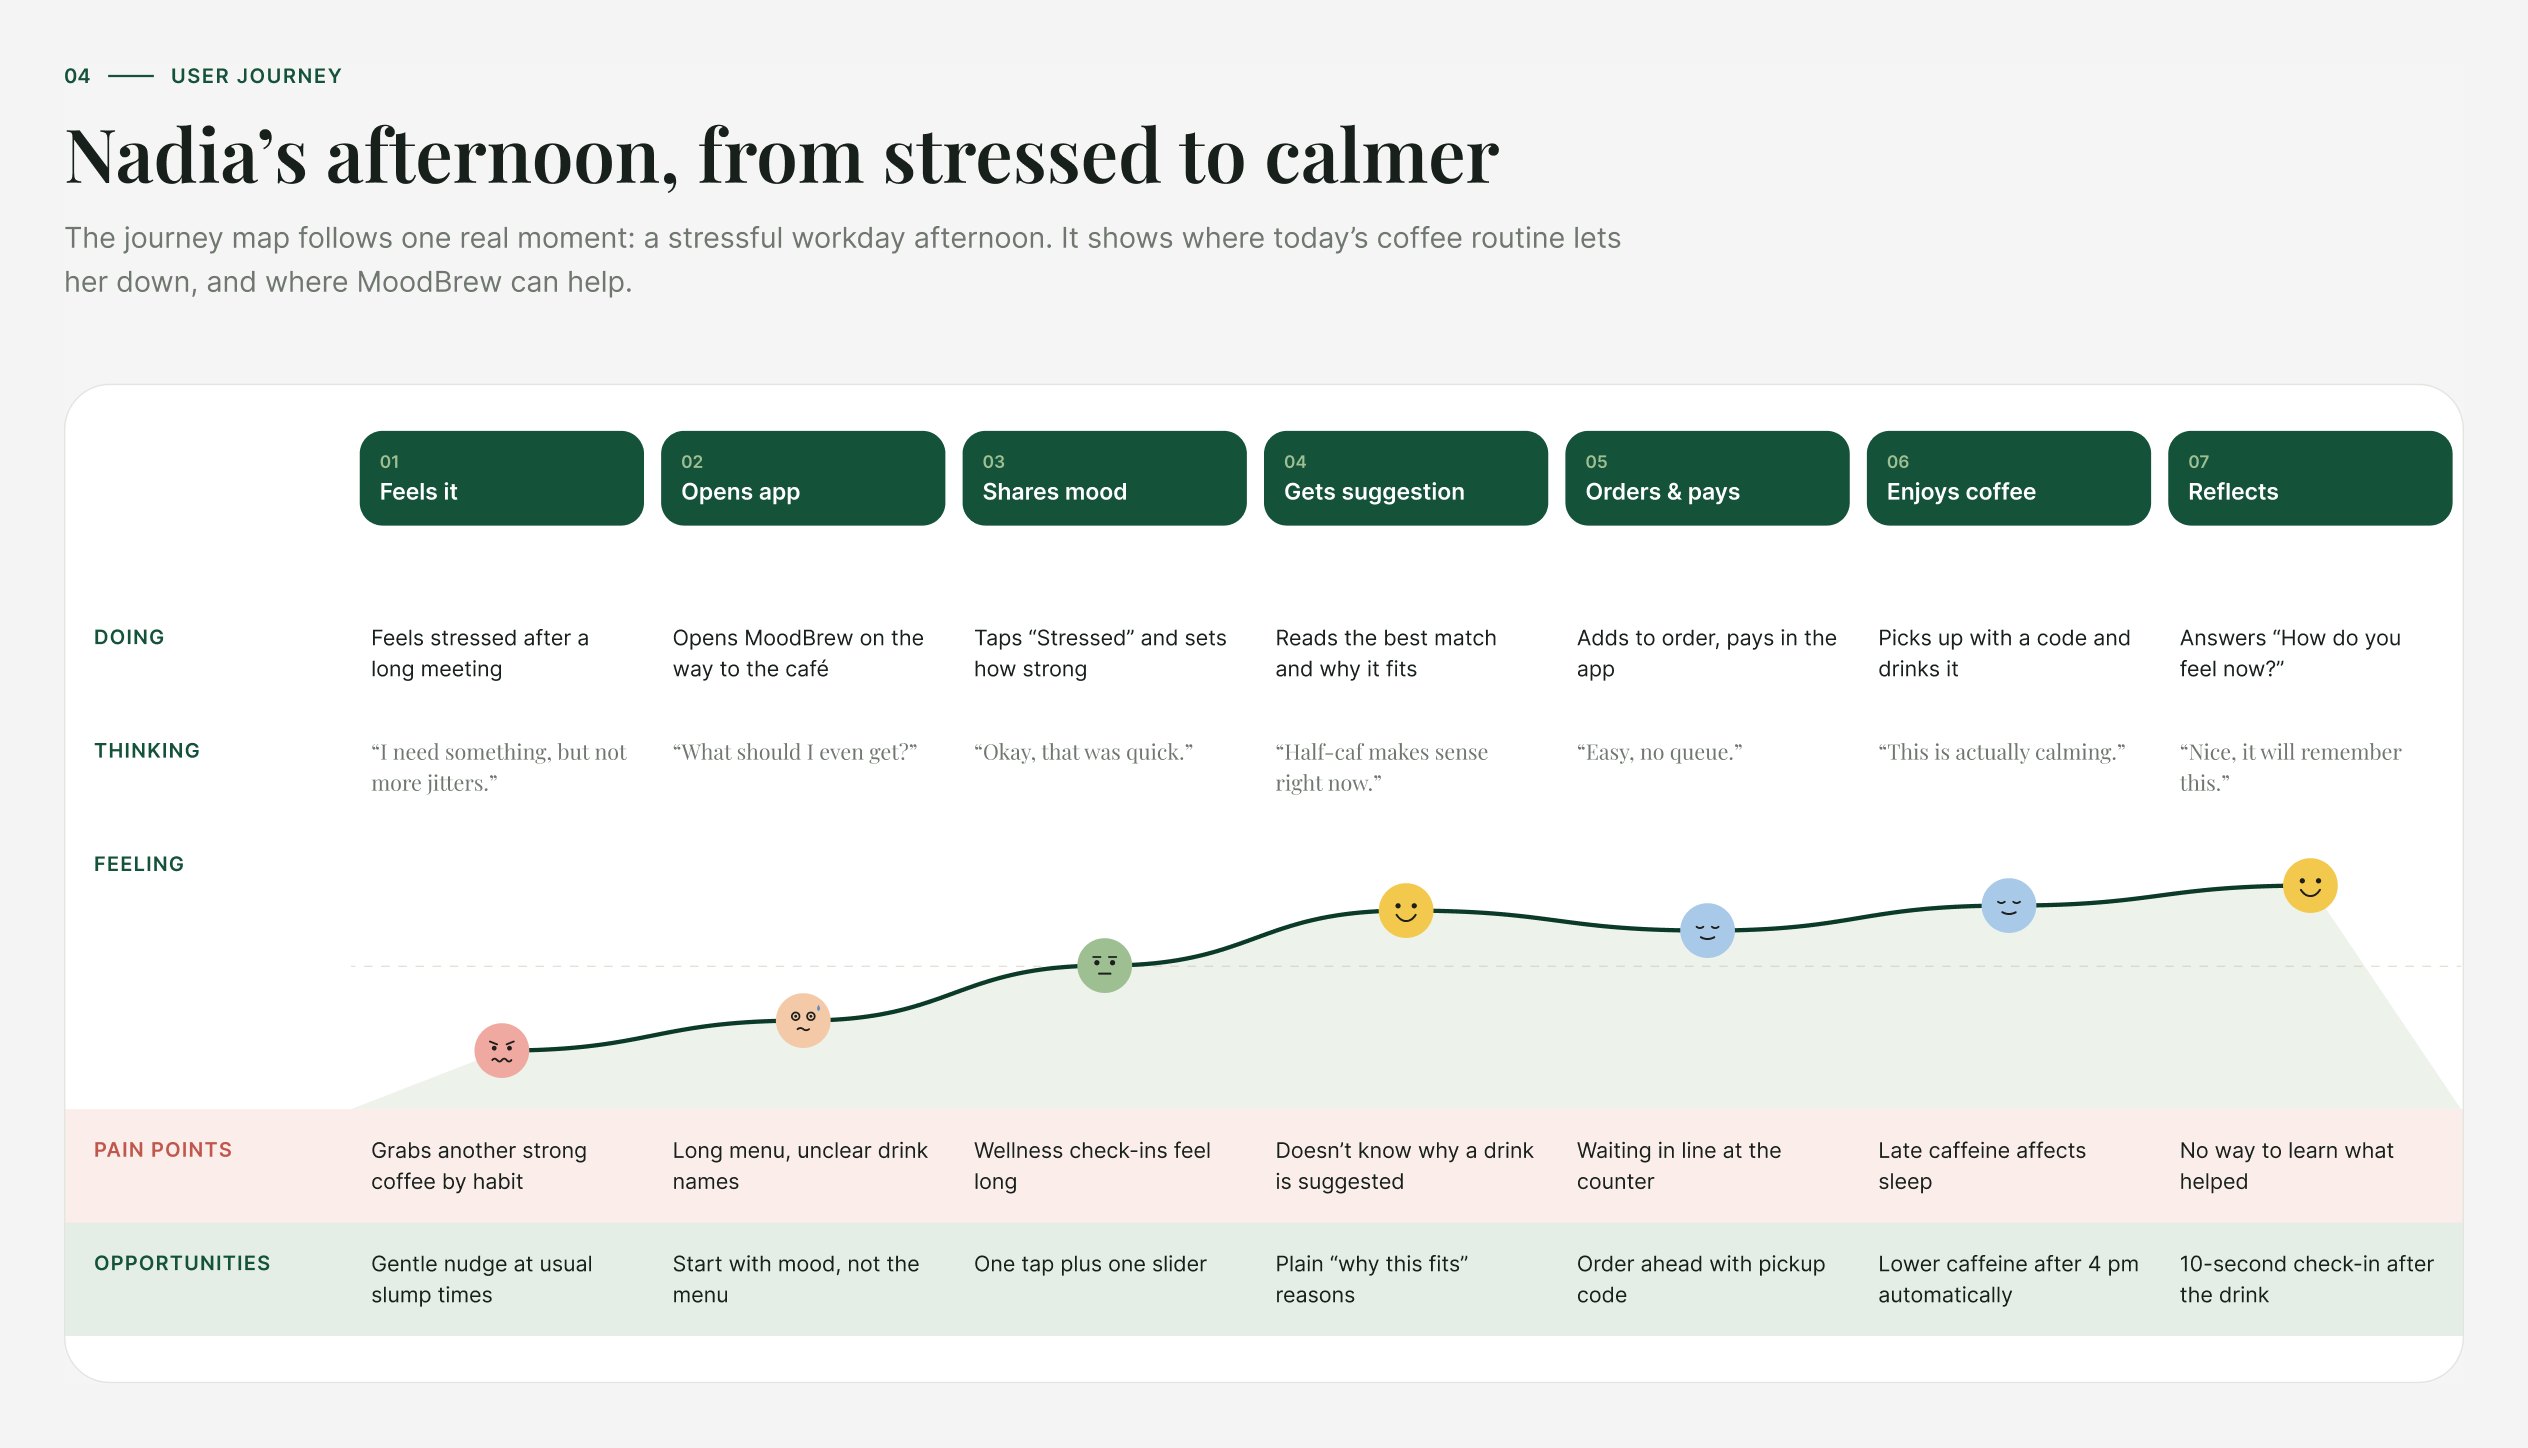 04 — USER JOURNEY
Nadia’s afternoon, from stressed to calmer
The journey map follows one real moment: a stressful workday afternoon. It shows where today’s coffee routine lets
her down, and where MoodBrew can help.
01
Feels it
02
Opens app
03
Shares mood
04
Gets suggestion
05
Orders & pays
06
Enjoys coffee
07
Reflects
DOING
Feels stressed after a
long meeting
Opens MoodBrew on the
way to the café
Taps “Stressed” and sets
how strong
Reads the best match
and why it fits
Adds to order, pays in the
app
Picks up with a code and
drinks it
Answers “How do you
feel now?”
THINKING
“I need something, but not
more jitters.”
“What should I even get?”
“Okay, that was quick.”
“Half-caf makes sense
right now.”
“Easy, no queue.”
“This is actually calming.”
“Nice, it will remember
this.”
FEELING
PAIN POINTS
Grabs another strong
coffee by habit
Long menu, unclear drink
names
Wellness check-ins feel
long
Doesn’t know why a drink
is suggested
Waiting in line at the
counter
Late caffeine affects
sleep
No way to learn what
helped
OPPORTUNITIES
Gentle nudge at usual
slump times
Start with mood, not the
menu
One tap plus one slider
Plain “why this fits”
reasons
Order ahead with pickup
code
Lower caffeine after 4 pm
automatically
10-second check-in after
the drink